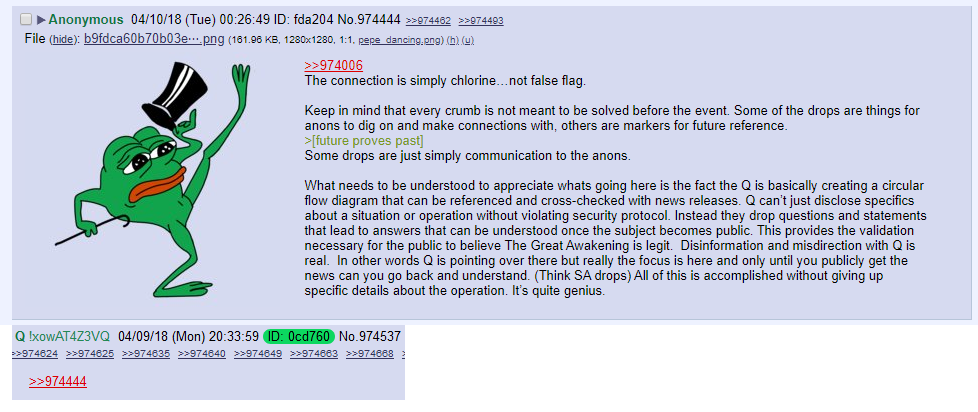 Anonymous 04/10/18 (Tue) 00:26:49 ID: fda204 No.974444 >>974462 >>974493
File (hide): b9fdca60b70b03e⋯.png (161.96 KB, 1280x1280, 1:1, pepe_dancing.png) (h) (u)
>>974006
The connection is simply chlorine…not false flag.
Keep in mind that every crumb is not meant to be solved before the event. Some of the drops are things for
anons to dig on and make connections with, others are markers for future reference.
>[future proves past]
Some drops are just simply communication to the anons.
What needs to be understood to appreciate whats going here is the fact the Q is basically creating a circular
flow diagram that can be referenced and cross-checked with news releases. Q can't just disclose specifics
about a situation or operation without violating security protocol. Instead they drop questions and statements
that lead to answers that can be understood once the subject becomes public. This provides the validation
necessary for the public to believe The Great Awakening is legit.  Disinformation and misdirection with Q is
real.  In other words Q is pointing over there but really the focus is here and only until you publicly get the
news can you go back and understand. (Think SA drops) All of this is accomplished without giving up
specific details about the operation. It's quite genius.
Q !xowAT4Z3VQ 04/09/18 (Mon) 20:33:59 ID: 0cd760 No.974537
>>974624 >>974625 >>974635 >>974640 >>974649 >>974663 >>974668
>>974444